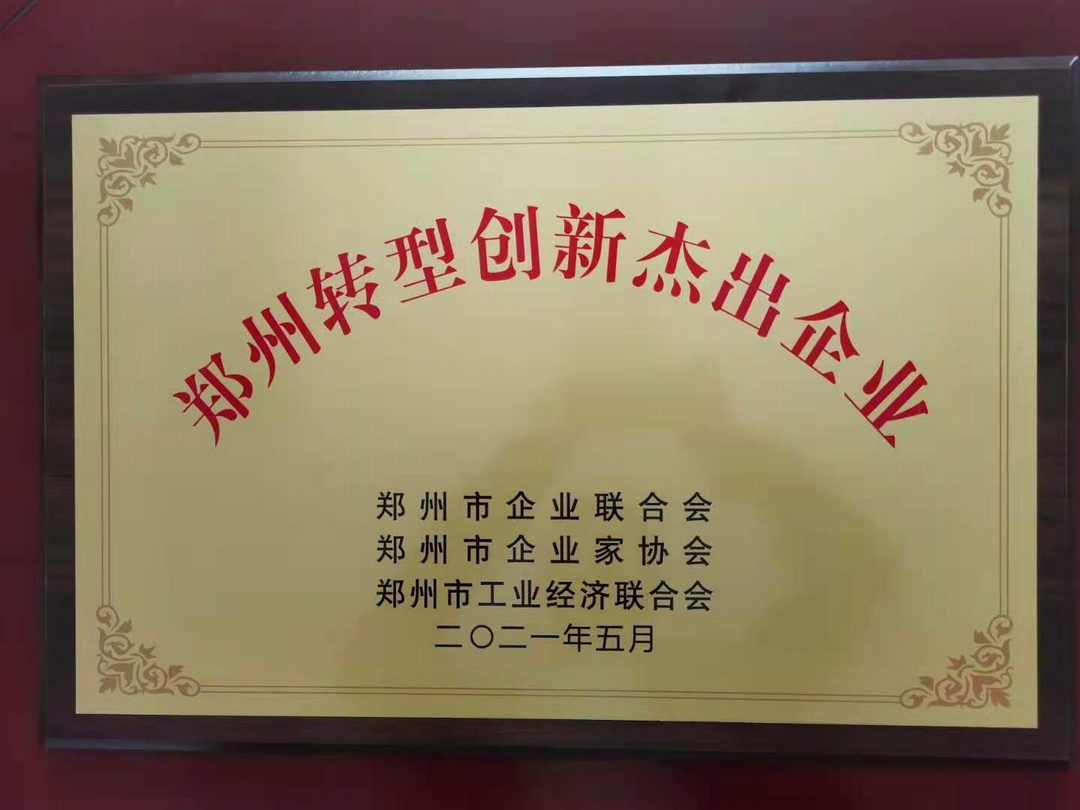 郑州转型创新杰出企业
郑州市企业联合会
郑州市企业家协会
郑州市工业经济联合会
二〇二一年五月